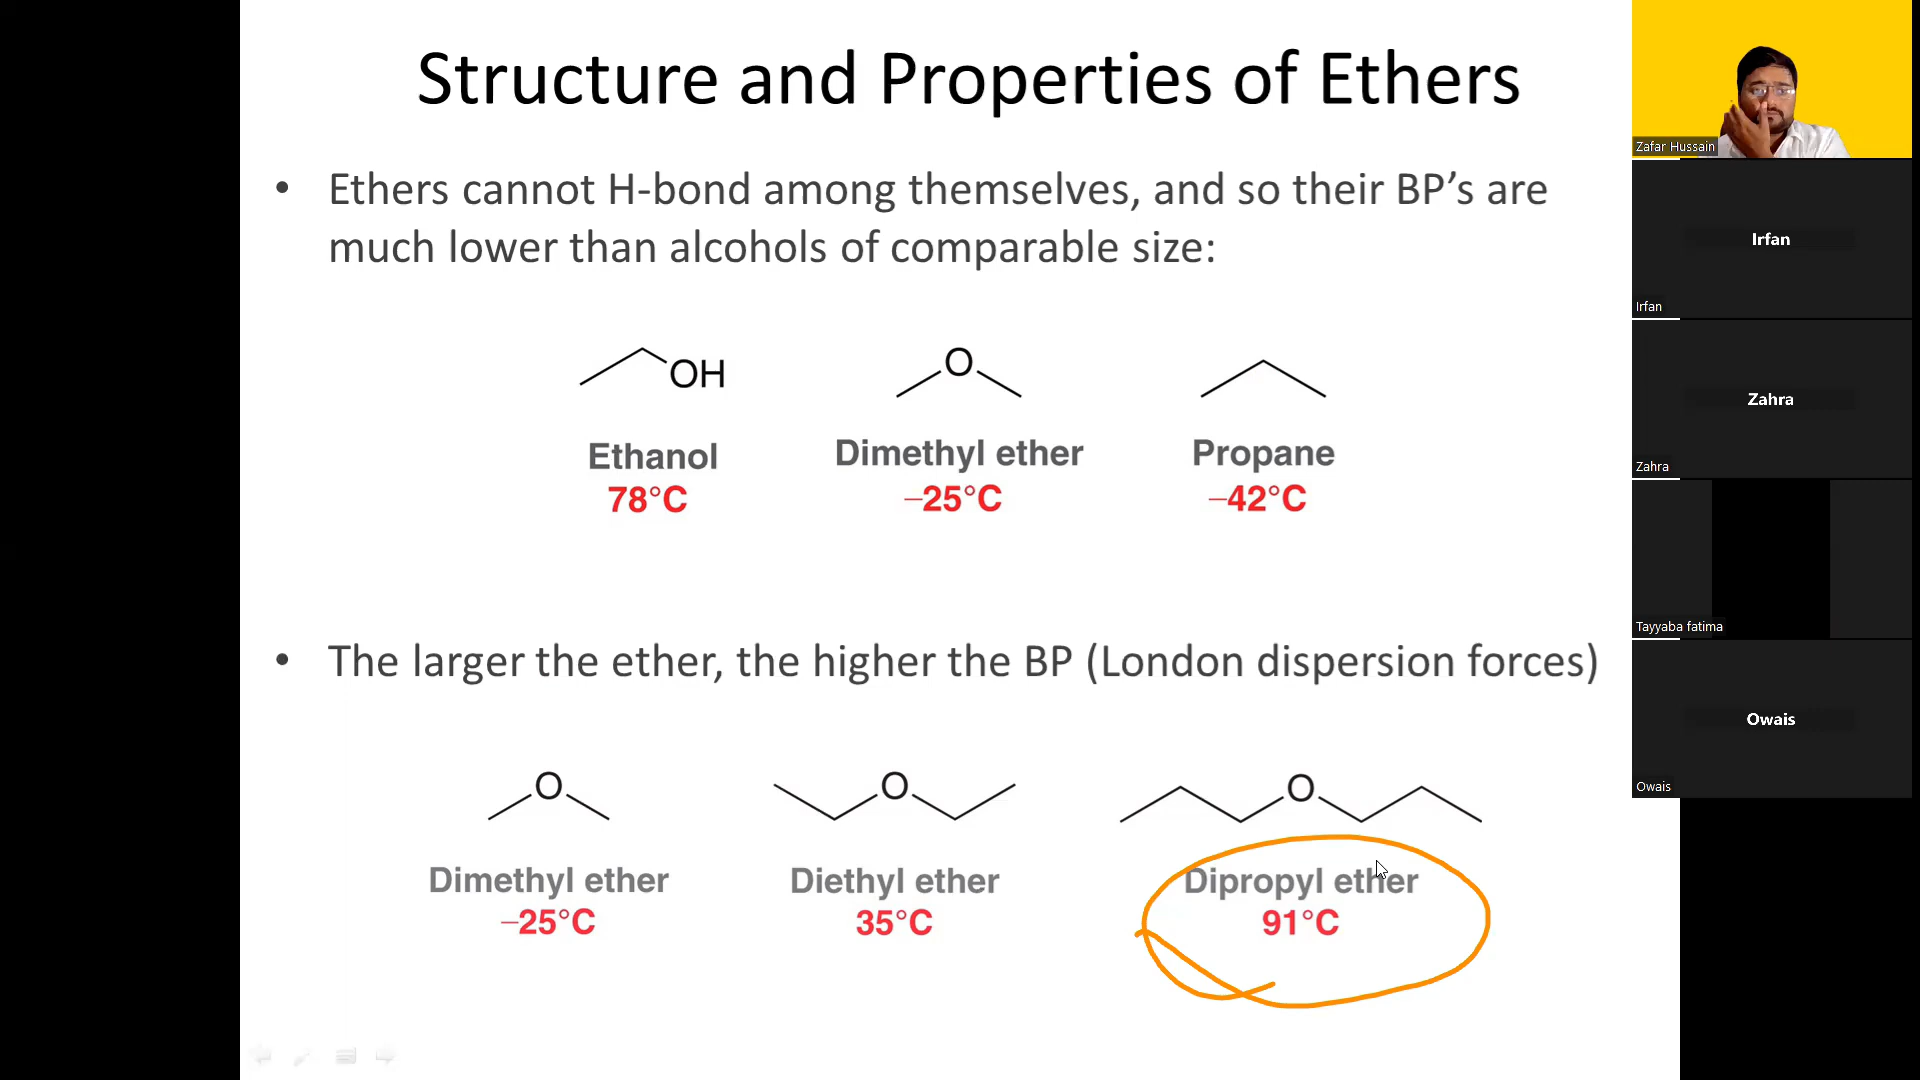 Structure and Properties of Ethers
• Ethers cannot H-bond among themselves, and so their BP’s are
much lower than alcohols of comparable size:
OH
O
Ethanol
Dimethyl ether
Propane
78°C
–25°C
–42°C
• The larger the ether, the higher the BP (London dispersion forces)
O
O
O
Dimethyl ether
Diethyl ether
Dipropyl ether
–25°C
35°C
91°C
Zafar Hussain
Irfan
Irfan
Zahra
Zahra
Tayyaba fatima
Owais
Owais